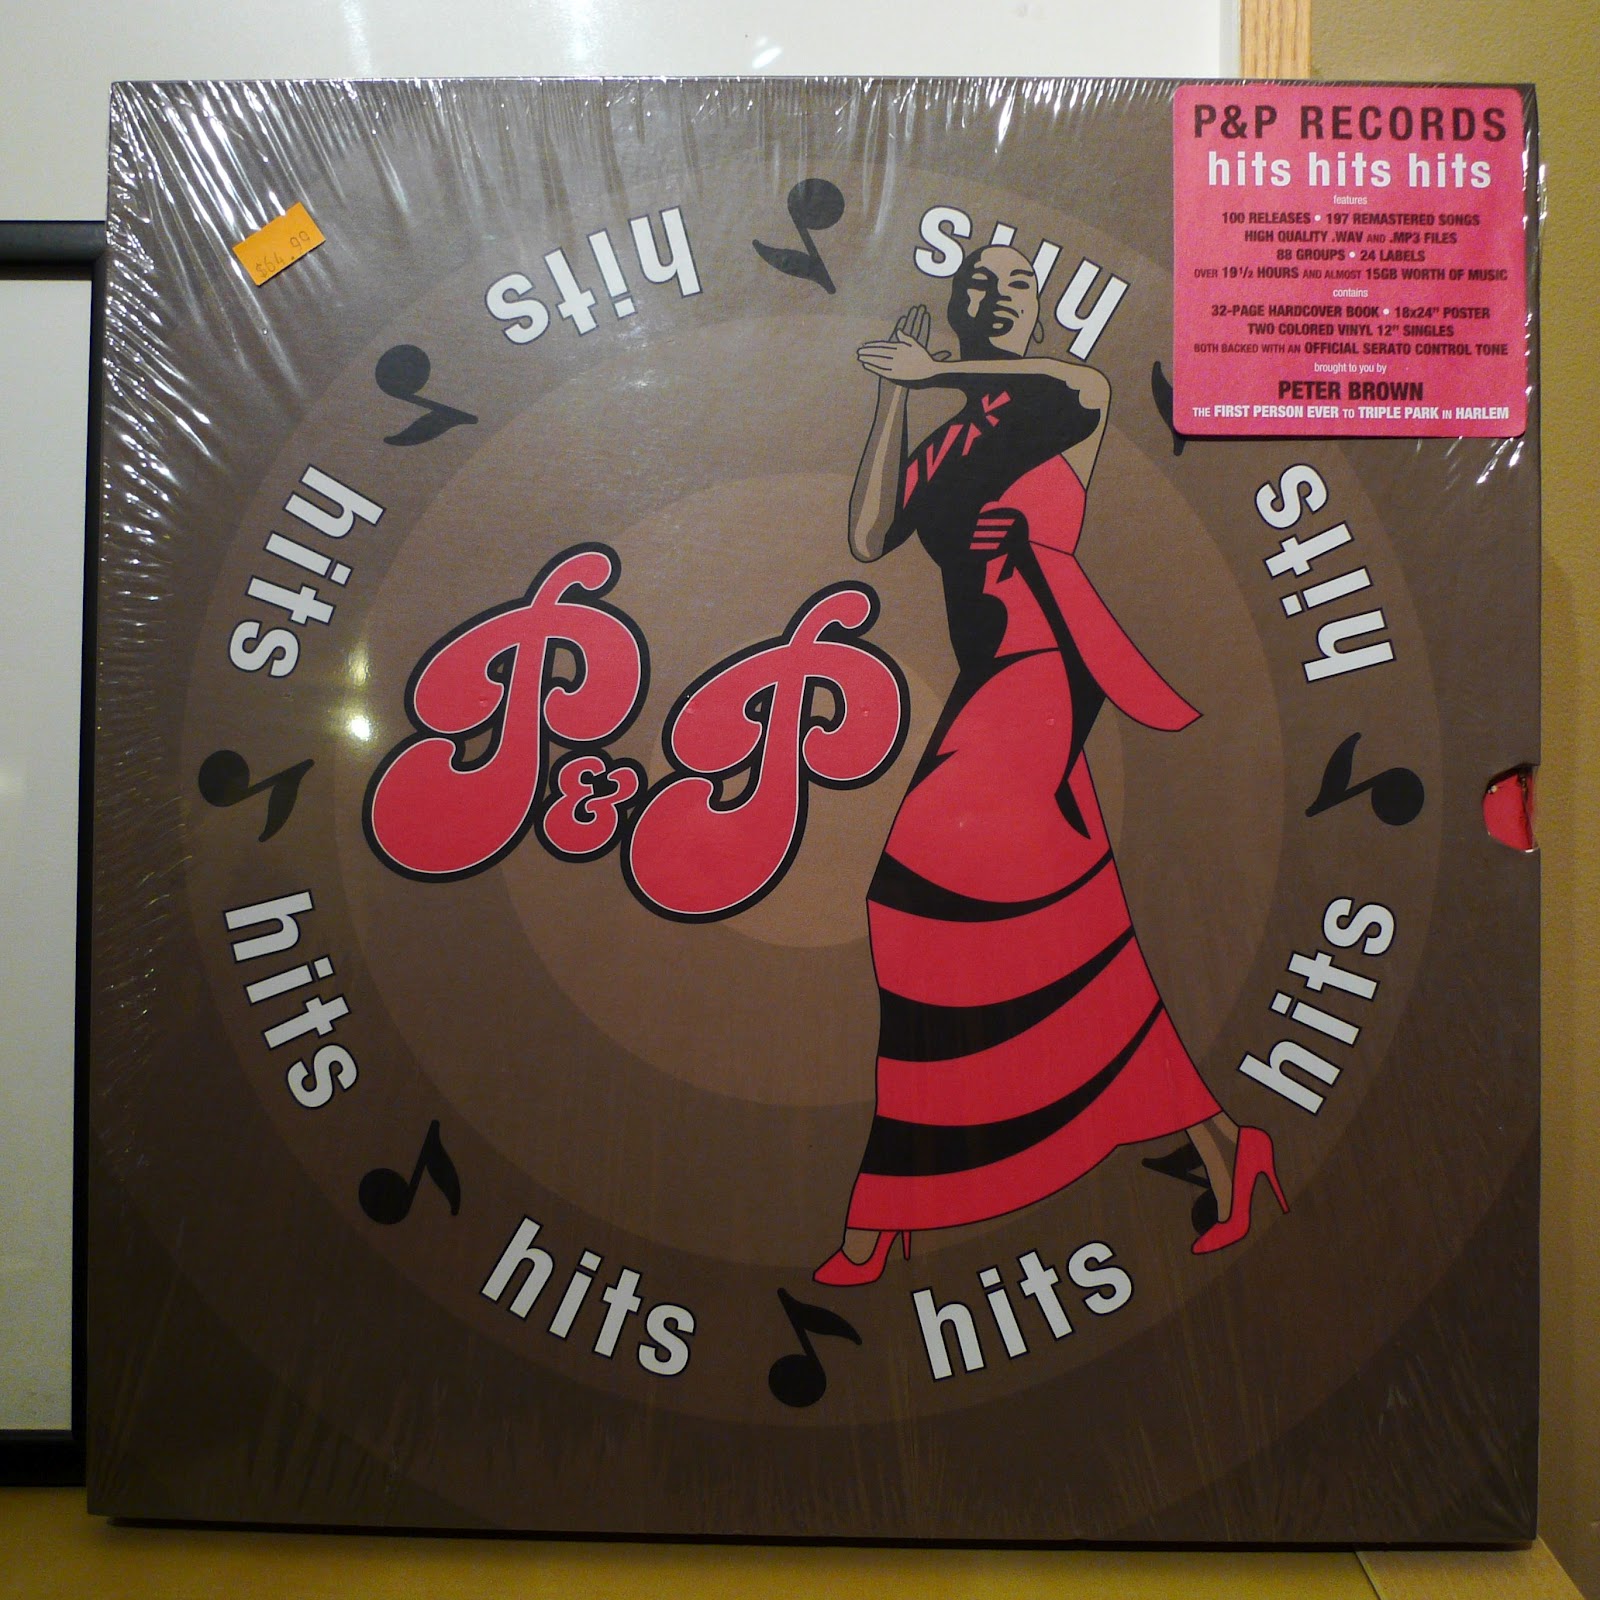 P&P RECORDS
hits hits hits
features
100 RELEASES • 197 REMASTERED SONGS
HIGH QUALITY .WAV AND .MP3 FILES
88 GROUPS • 24 LABELS
OVER 19½ HOURS AND ALMOST 15GB WORTH OF MUSIC
contains
32-PAGE HARDCOVER BOOK • 18x24" POSTER
TWO COLORED VINYL 12" SINGLES
BOTH BACKED WITH AN OFFICIAL SERATO CONTROL TONE
brought to you by
PETER BROWN
THE FIRST PERSON EVER TO TRIPLE PARK IN HARLEM
$64.99
hits
hits
hits
hits
hits
hits
hits
hits
P&P